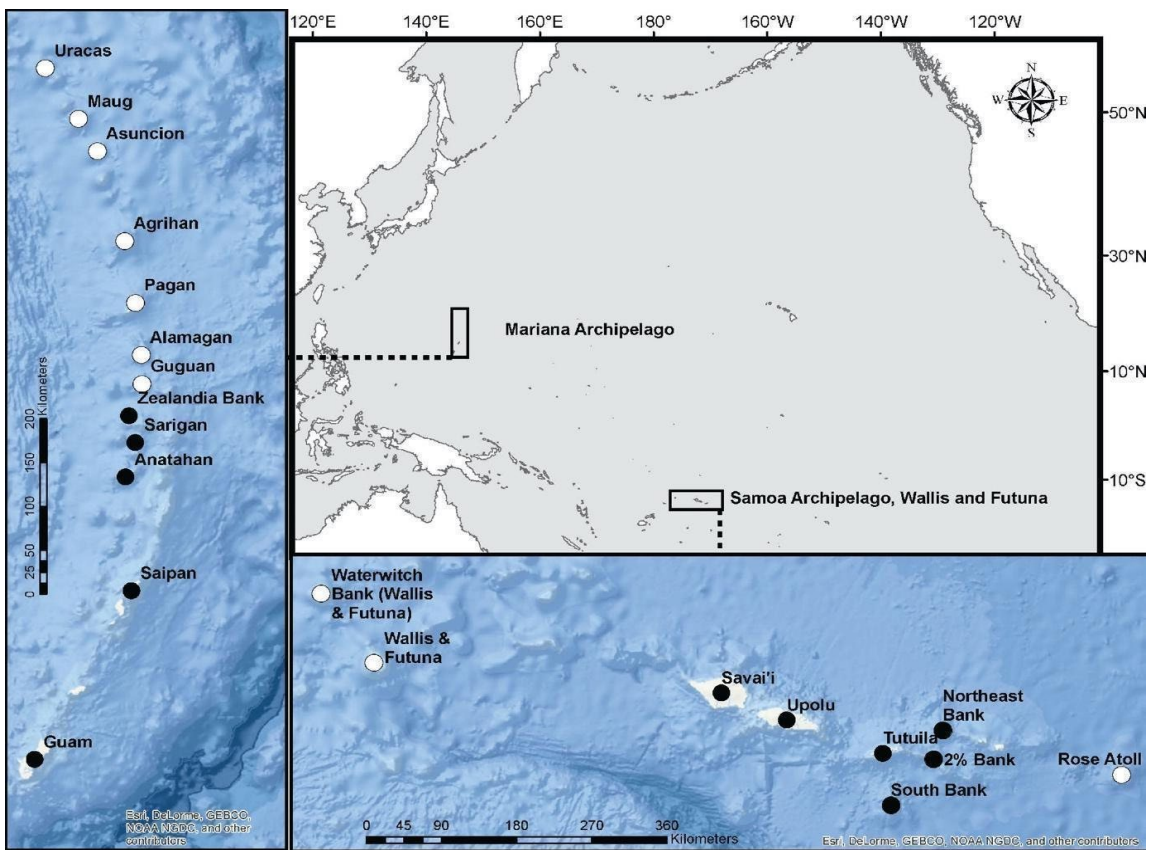 Uracas
Maug
Asuncion
Agrihan
Pagan
Alamagan
Guguan
Zealandia Bank
Sarigan
Anatahan
Saipan
Guam
0 25 50 100 150 200
Kilometers
Esri, DeLorme, GEBCO,
NOAA NGDC, and other
contributors
120°E 140°E 160°E 180° 160°W 140°W 120°W
N
W E
S
50°N
30°N
10°N
10°S
Mariana Archipelago
Samoa Archipelago, Wallis and Futuna
Waterwitch
Bank (Wallis
& Futuna)
Wallis &
Futuna
Savai'i
Upolu
Northeast
Bank
Tutuila
2% Bank
Rose Atoll
South Bank
0 45 90 180 270 360
Kilometers
Esri, DeLorme, GEBCO, NOAA NGDC, and other contributors